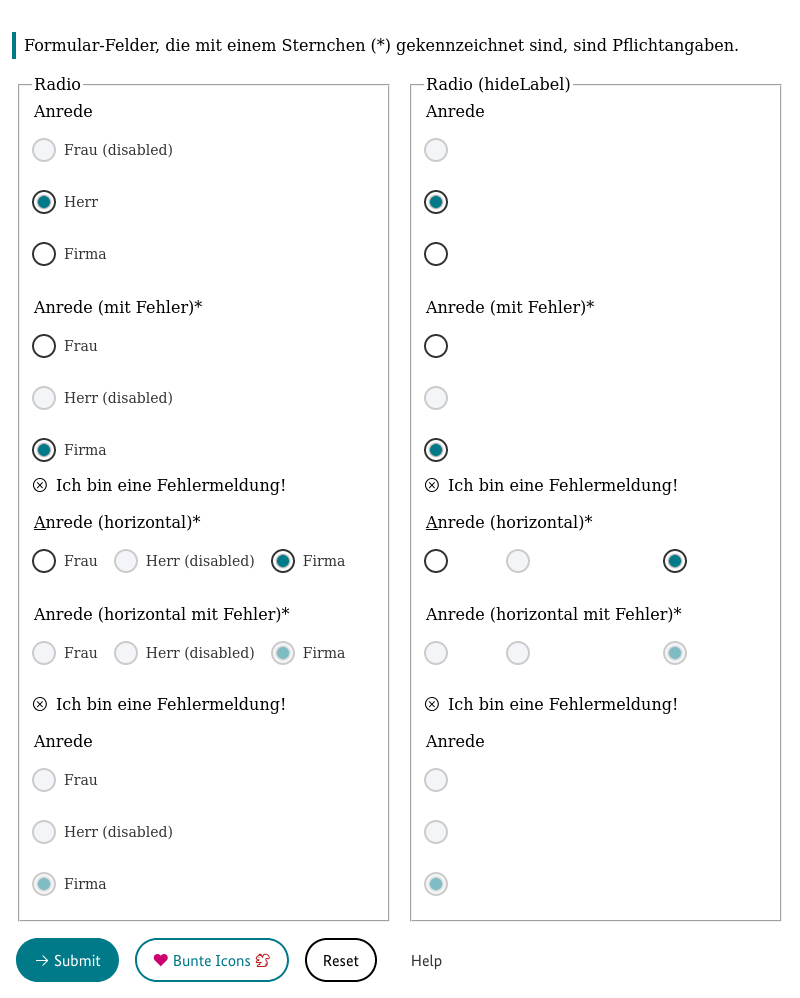 Formular-Felder, die mit einem Sternchen (*) gekennzeichnet sind, sind Pflichtangaben.
Radio
Anrede
Frau (disabled)
Herr
Firma
Anrede (mit Fehler)*
Frau
Herr (disabled)
Firma
Ich bin eine Fehlermeldung!
Anrede (horizontal)*
Frau Herr (disabled) Firma
Anrede (horizontal mit Fehler)*
Frau Herr (disabled) Firma
Ich bin eine Fehlermeldung!
Anrede
Frau
Herr (disabled)
Firma
Radio (hideLabel)
Anrede
Anrede (mit Fehler)*
Ich bin eine Fehlermeldung!
Anrede (horizontal)*
Anrede (horizontal mit Fehler)*
Ich bin eine Fehlermeldung!
Anrede
Submit Bunte Icons Reset Help